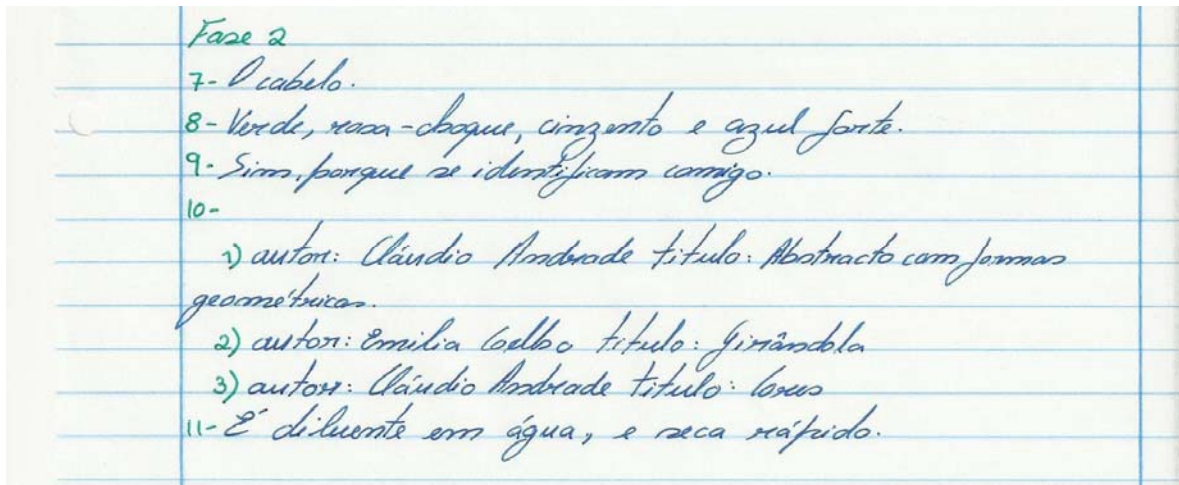 Fase 2
7- O cabelo.
8- Verde, rosa-choque, cinzento e azul forte.
9- Sim, porque se identificam comigo.
10-
1) autor: Cláudio Andrade titulo: Abstracto com formas
geométricas.
2) autor: Emilia Coelho titulo: Girândola
3) autor: Cláudio Andrade titulo:
11- É diluente em água, e seca rápido.